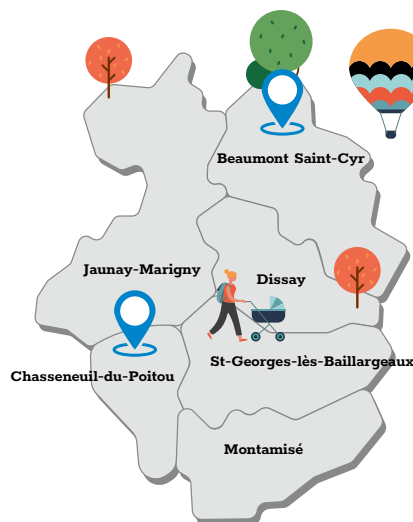 Beaumont Saint-Cyr
Jaunay-Marigny
Dissay
St-Georges-lès-Baillargeaux
Chasseneuil-du-Poitou
Montamisé